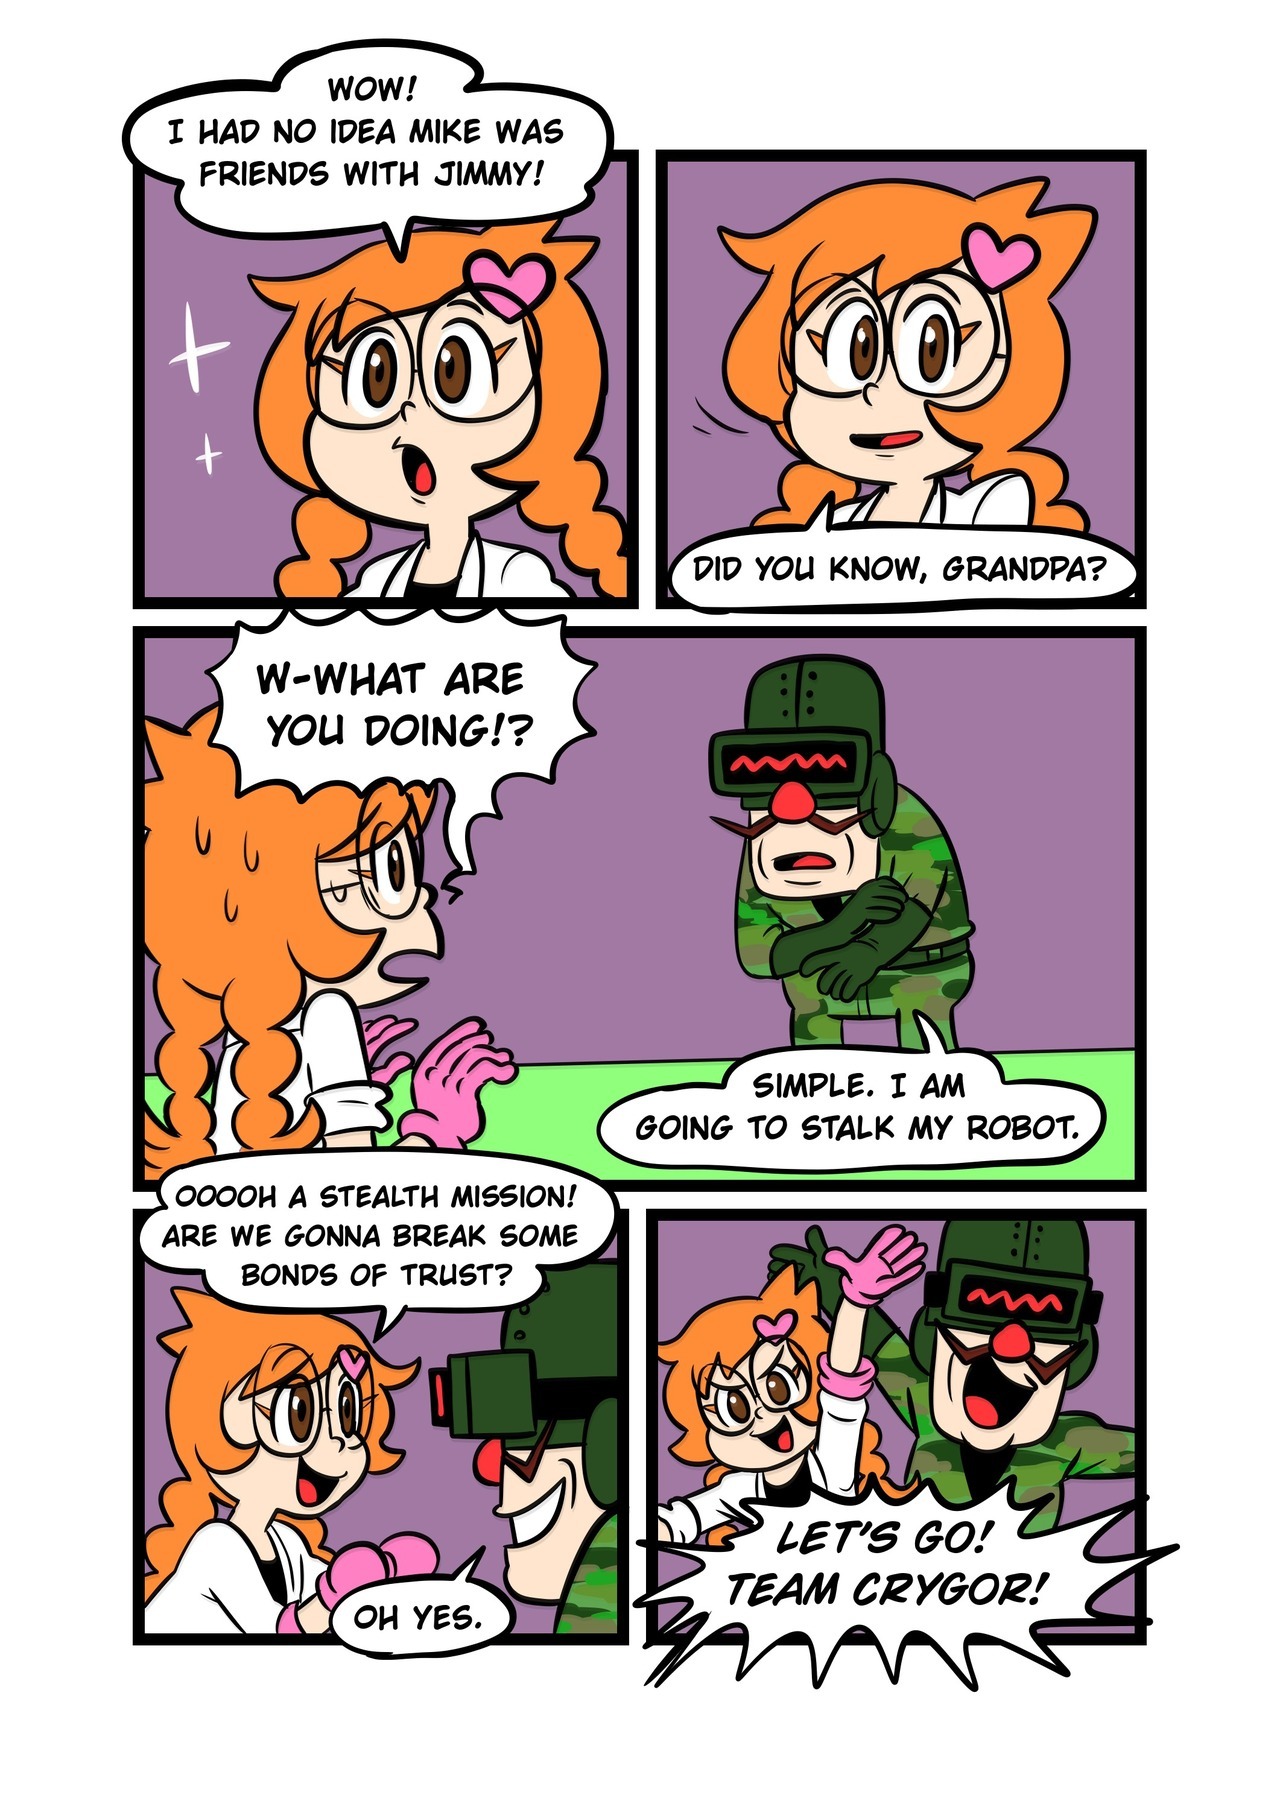 WOW!
I HAD NO IDEA MIKE WAS
FRIENDS WITH JIMMY!
DID YOU KNOW, GRANDPA?
W-WHAT ARE
YOU DOING!?
SIMPLE. I AM
GOING TO STALK MY ROBOT.
OOOOH A STEALTH MISSION!
ARE WE GONNA BREAK SOME
BONDS OF TRUST?
OH YES.
LET'S GO!
TEAM CRYGOR!